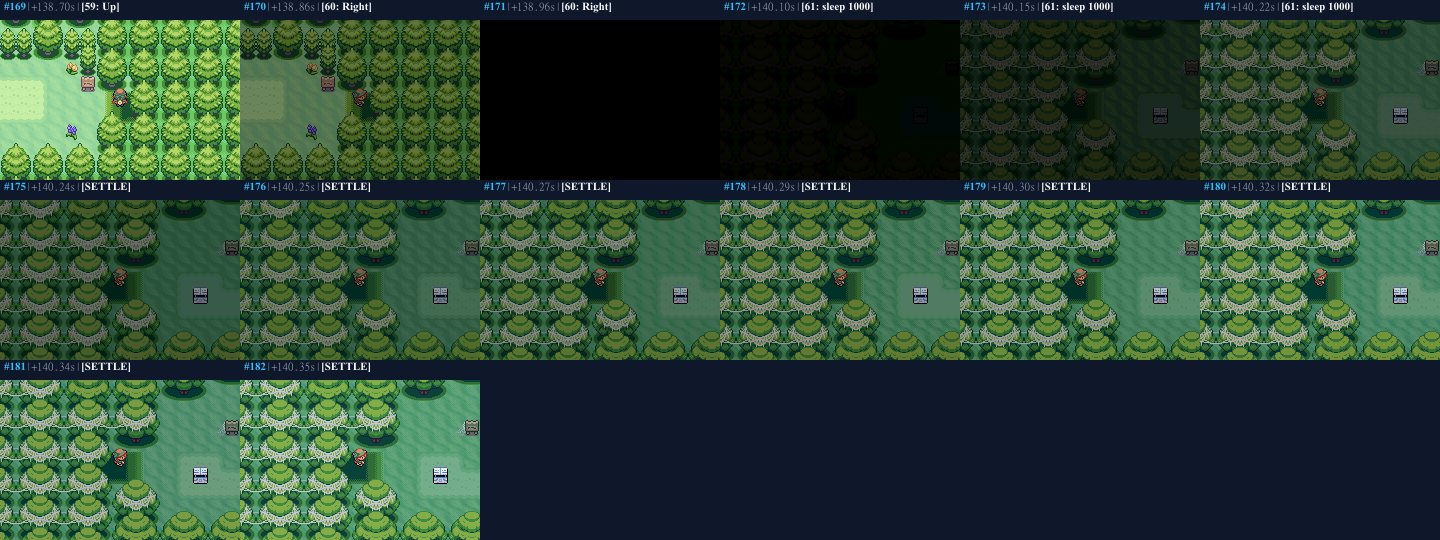 #169|+138.70s|[59: Up]
#170|+138.86s|[60: Right]
#171|+138.96s|[60: Right]
#172|+140.10s|[61: sleep 1000]
#173|+140.15s|[61: sleep 1000]
#174|+140.22s|[61: sleep 1000]
#175|+140.24s|[SETTLE]
#176|+140.25s|[SETTLE]
#177|+140.27s|[SETTLE]
#178|+140.29s|[SETTLE]
#179|+140.30s|[SETTLE]
#180|+140.32s|[SETTLE]
#181|+140.34s|[SETTLE]
#182|+140.35s|[SETTLE]